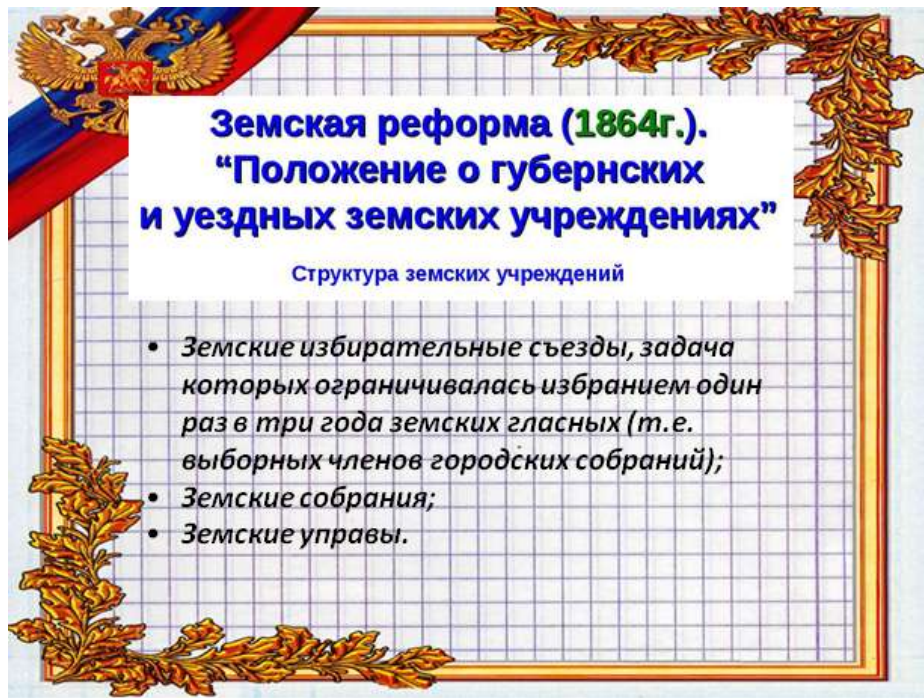 Земская реформа (1864г.).
“Положение о губернских
и уездных земских учреждениях”
Структура земских учреждений
• Земские избирательные съезды, задача
которых ограничивалась избранием один
раз в три года земских гласных (т.е.
выборных членов городских собраний);
• Земские собрания;
• Земские управы.